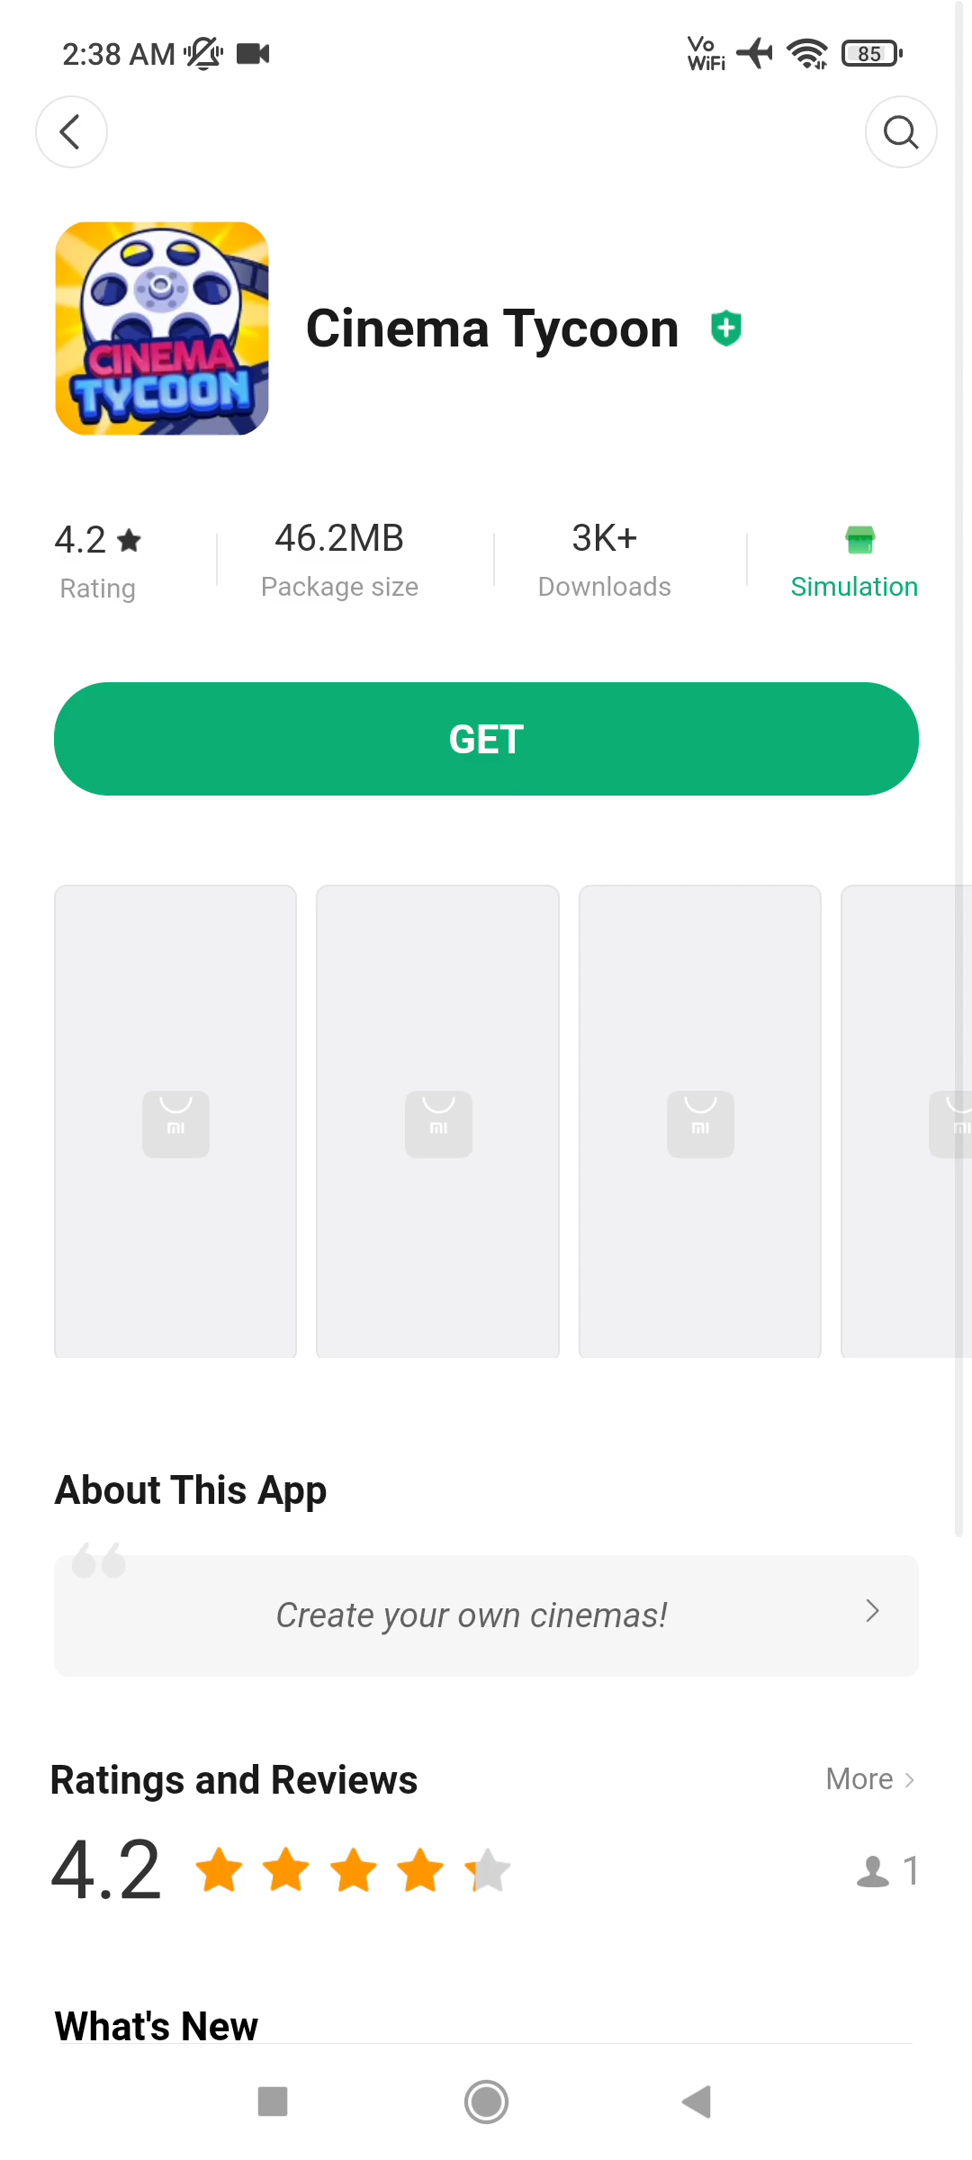 2:38 AM
Vo
WiFi
85
CINEMA
TYCOON
Cinema Tycoon
4.2
46.2MB
3K+
Rating
Package size
Downloads
Simulation
GET
MI
MI
MI
MI
About This App
Create your own cinemas!
Ratings and Reviews
More
4.2
1
What's New